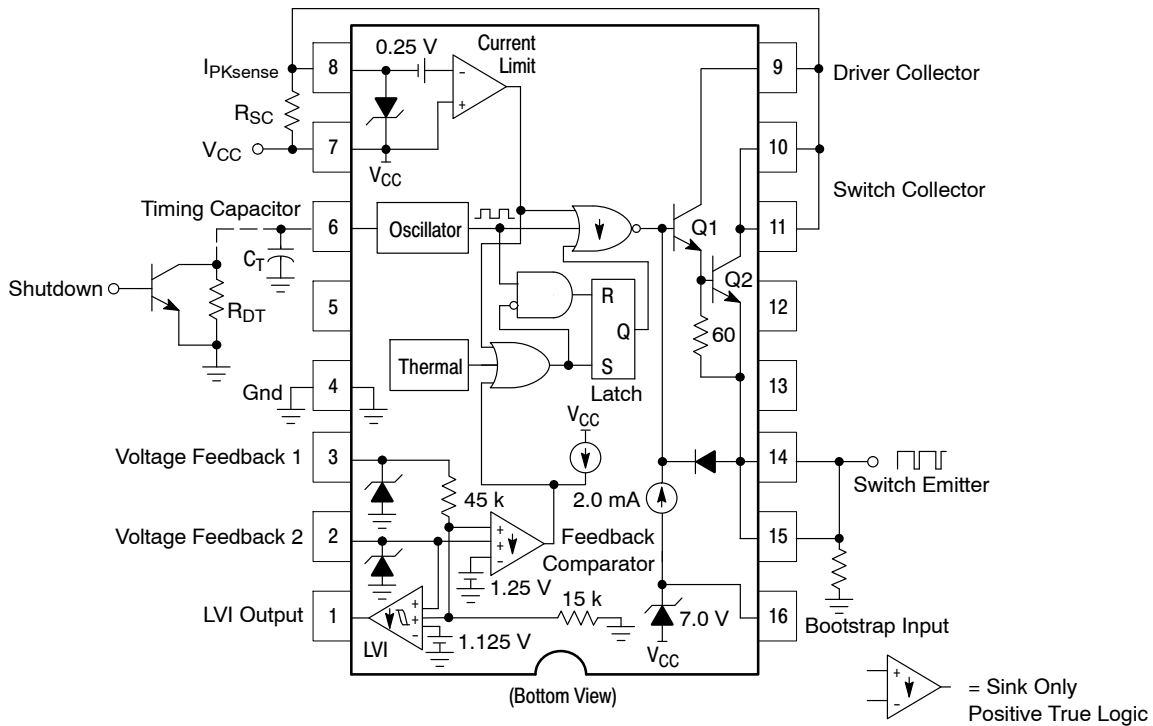 0.25 V
Current
Limit
IPKsense
8
9
Driver Collector
RSC
VCC
7
VCC
10
Switch Collector
Timing Capacitor
6
Oscillator
Q1
11
CT
Shutdown
RDT
Q2
5
R
Q
60
12
Thermal
S
Latch
Gnd
4
13
VCC
Voltage Feedback 1
3
14
Switch Emitter
45 k
2.0 mA
Voltage Feedback 2
2
Feedback
Comparator
15
1.25 V
15 k
LVI Output
1
LVI
1.125 V
7.0 V
16
Bootstrap Input
VCC
(Bottom View)
= Sink Only
Positive True Logic